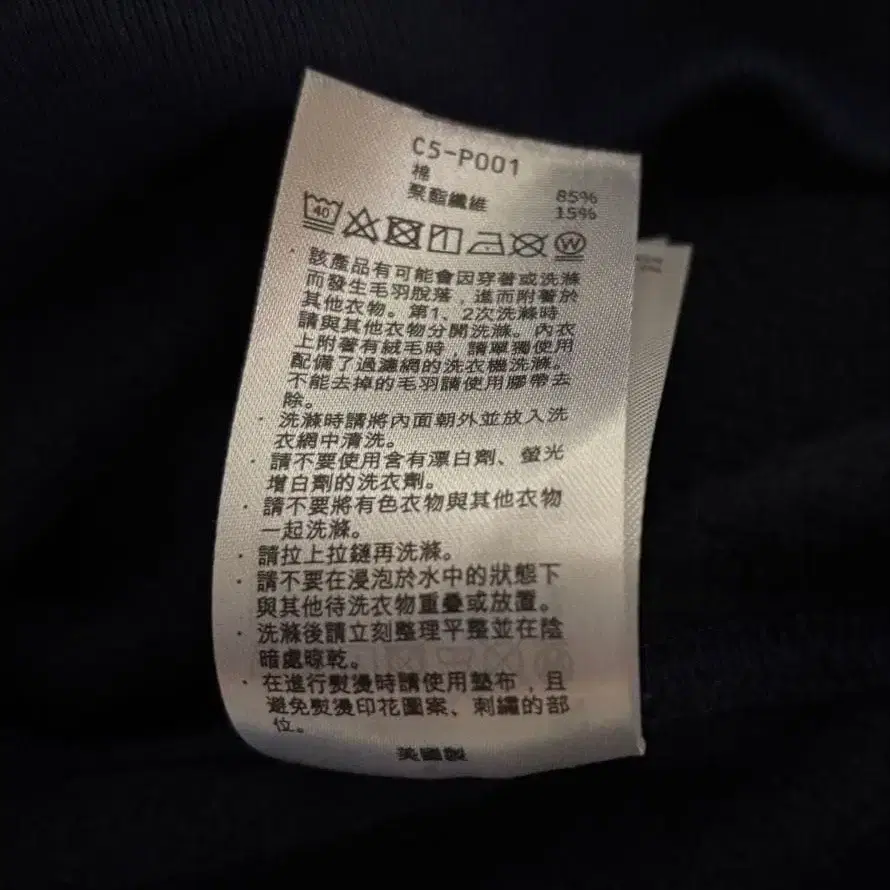 C5-P001
棉 85%
聚酯纖維 15%
40
W
· 該產品有可能會因穿著或洗滌
而發生毛羽脫落，進而附著於
其他衣物。第1、2次洗滌時，
請與其他衣物分開洗滌。內衣
上附著有絨毛時，請單獨使用
配備了過濾網的洗衣機洗滌。
不能去掉的毛羽請使用膠帶去
除。
· 洗滌時請將內面朝外並放入洗
衣網中清洗。
· 請不要使用含有漂白劑、螢光
增白劑的洗衣劑。
· 請不要將有色衣物與其他衣物
一起洗滌。
· 請拉上拉鏈再洗滌。
· 請不要在浸泡於水中的狀態下
與其他待洗衣物重疊或放置。
· 洗滌後請立刻整理平整並在陰
暗處晾乾。
· 在進行熨燙時請使用墊布，且
避免熨燙印花圖案、刺繡的部
位。
美國製